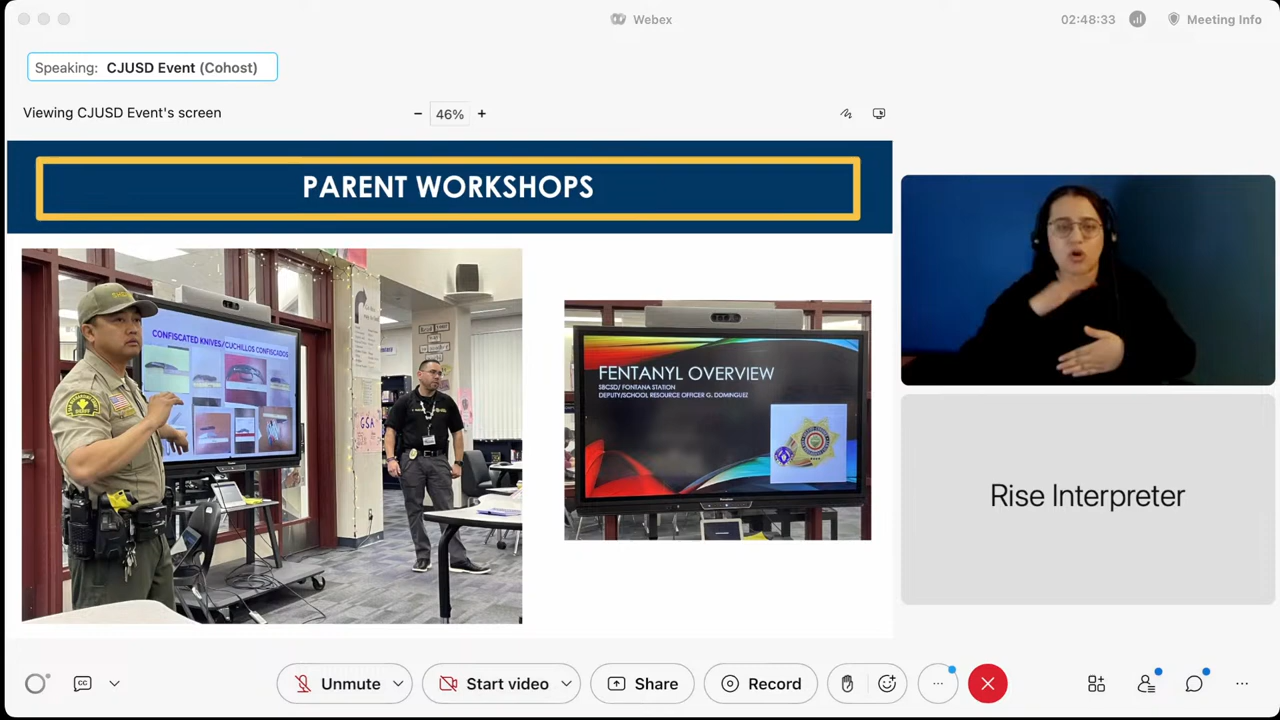 Webex
02:48:33
Meeting Info
Speaking: CJUSD Event (Cohost)
Viewing CJUSD Event's screen
− 46% +
PARENT WORKSHOPS
CONFISCATED KNIVES/CUCHILLOS CONFISCADOS
GSA
FENTANYL OVERVIEW
SBCSD/ FONTANA STATION
DEPUTY/SCHOOL RESOURCE OFFICER G. DOMINGUEZ
Rise Interpreter
CC
Unmute
Start video
Share
Record